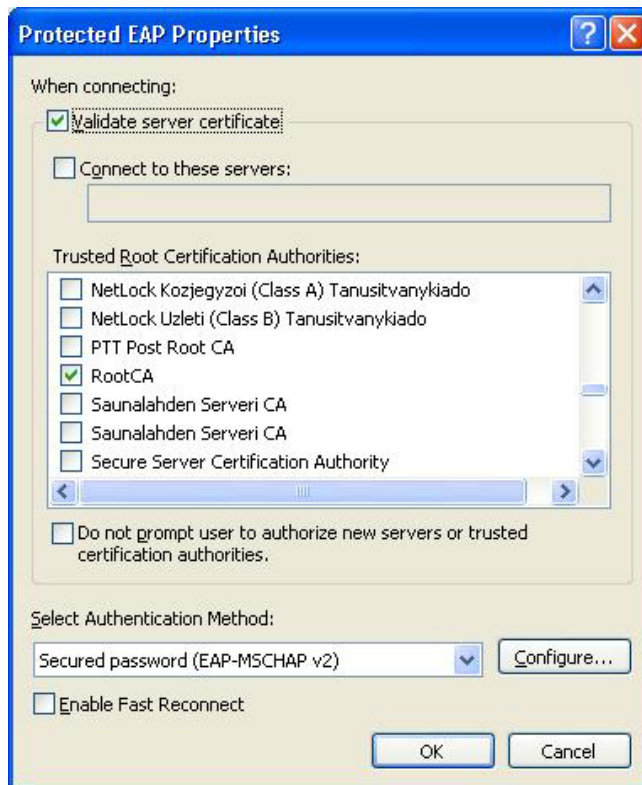 Protected EAP Properties
When connecting:
Validate server certificate
Connect to these servers:
Trusted Root Certification Authorities:
NetLock Kozjegyzoi (Class A) Tanusitvanykiado
NetLock Uzleti (Class B) Tanusitvanykiado
PTT Post Root CA
RootCA
Saunalahden Serveri CA
Saunalahden Serveri CA
Secure Server Certification Authority
Do not prompt user to authorize new servers or trusted
certification authorities.
Select Authentication Method:
Secured password (EAP-MSCHAP v2)
Configure...
Enable Fast Reconnect
OK
Cancel